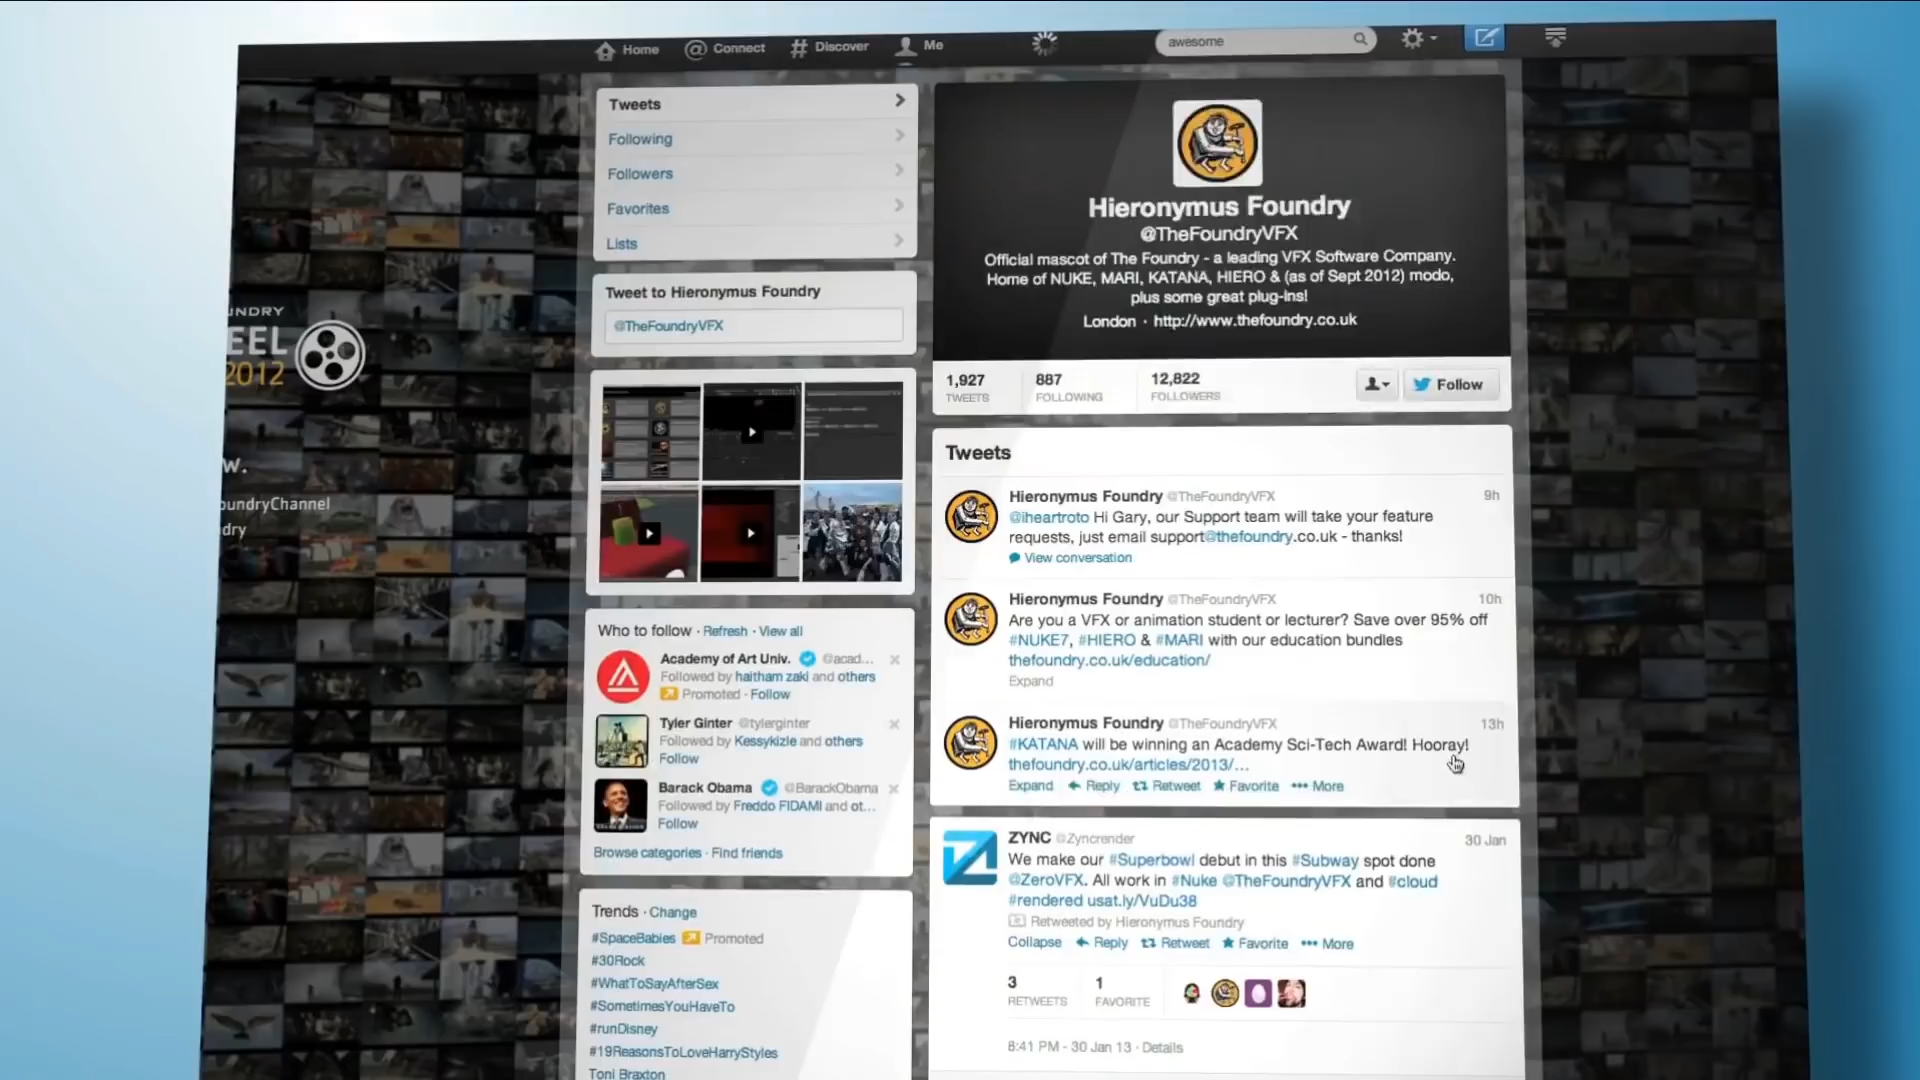 Home
Connect
Discover
Me
awesome
Tweets
Following
Followers
Favorites
Lists
Tweet to Hieronymus Foundry
@TheFoundryVFX
Who to follow · Refresh · View all
Academy of Art Univ. @acad...
Followed by haitham zaki and others
Promoted · Follow
Tyler Ginter @tylerginter
Followed by Kessykizle and others
Follow
Barack Obama @BarackObama
Followed by Freddo FIDAMI and ot...
Follow
Browse categories · Find friends
Trends · Change
#SpaceBabies Promoted
#30Rock
#WhatToSayAfterSex
#SometimesYouHaveTo
#runDisney
#19ReasonsToLoveHarryStyles
Toni Braxton
Hieronymus Foundry
@TheFoundryVFX
Official mascot of The Foundry - a leading VFX Software Company.
Home of NUKE, MARI, KATANA, HIERO & (as of Sept 2012) modo,
plus some great plug-ins!
London · http://www.thefoundry.co.uk
1,927
TWEETS
887
FOLLOWING
12,822
FOLLOWERS
Follow
Tweets
Hieronymus Foundry @TheFoundryVFX 9h
@iheartroto Hi Gary, our Support team will take your feature
requests, just email support@thefoundry.co.uk - thanks!
View conversation
Hieronymus Foundry @TheFoundryVFX 10h
Are you a VFX or animation student or lecturer? Save over 95% off
#NUKE7, #HIERO & #MARI with our education bundles
thefoundry.co.uk/education/
Expand
Hieronymus Foundry @TheFoundryVFX 13h
#KATANA will be winning an Academy Sci-Tech Award! Hooray!
thefoundry.co.uk/articles/2013/...
Expand Reply Retweet Favorite More
ZYNC @Zyncrender 30 Jan
We make our #Superbowl debut in this #Subway spot done
@ZeroVFX. All work in #Nuke @TheFoundryVFX and #cloud
#rendered usat.ly/VuDu38
Retweeted by Hieronymus Foundry
Collapse Reply Retweet Favorite More
3
RETWEETS
1
FAVORITE
8:41 PM - 30 Jan 13 · Details
UNDRY
EEL
2012
w.
oundryChannel
dry